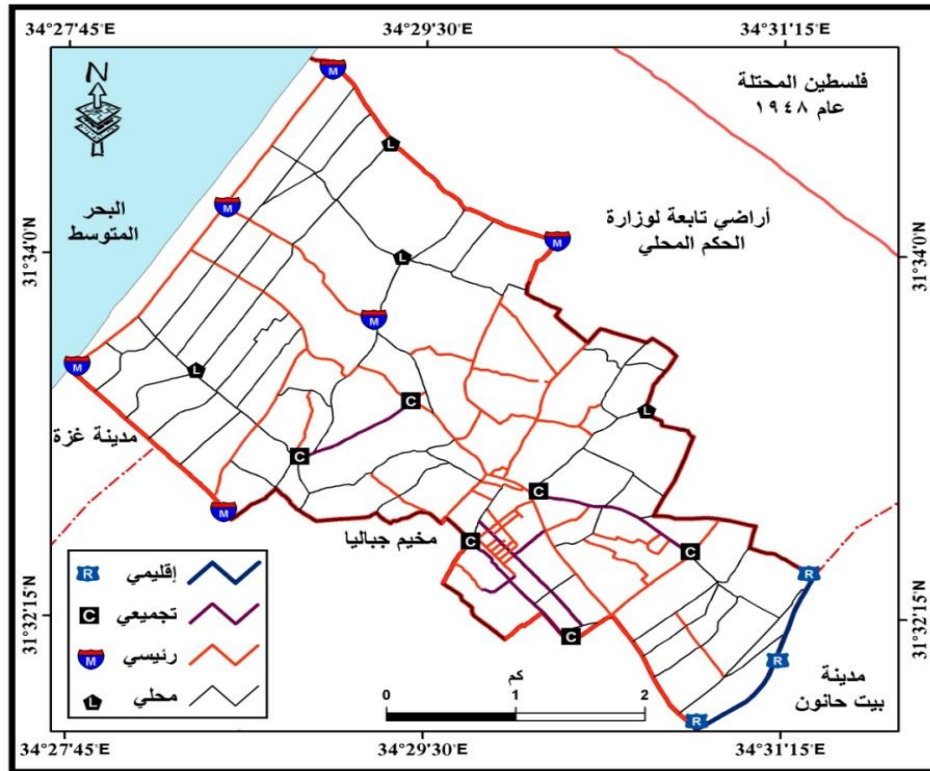 34°27'45"E
34°29'30"E
34°31'15"E
N
M
فلسطين المحتلة
عام ١٩٤٨
L
البحر
المتوسط
M
أراضي تابعة لوزارة
الحكم المحلي
31°34'0"N
31°34'0"N
M
L
M
M
L
C
L
مدينة غزة
C
C
M
مخيم جباليا
C
C
R
إقليمي
R
تجميعي
C
رئيسي
M
محلي
L
31°32'15"N
31°32'15"N
C
R
مدينة
بيت حانون
R
كم
0
1
2
34°27'45"E
34°29'30"E
34°31'15"E